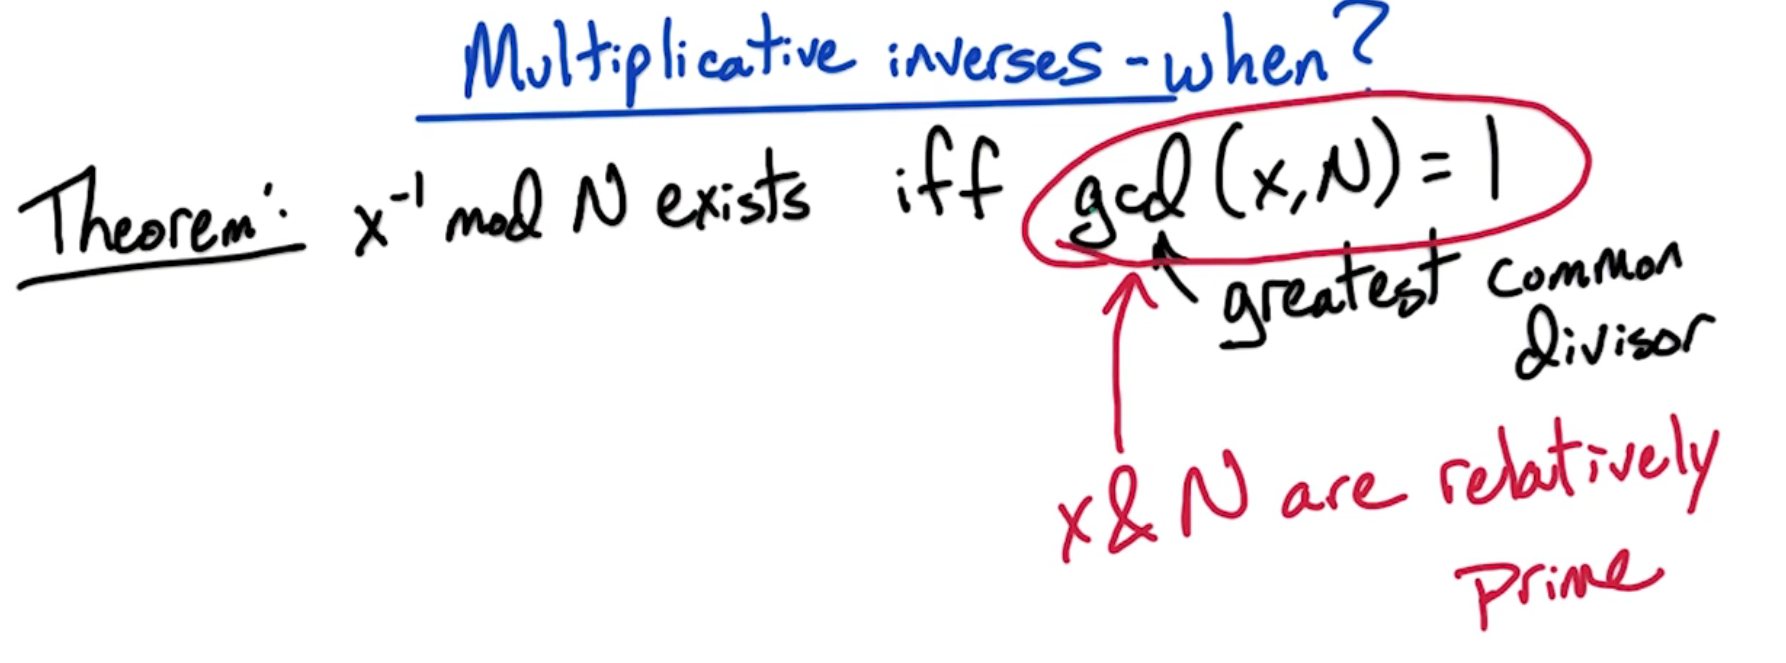 Multiplicative inverses - when?
Theorem: x⁻¹ mod N exists iff gcd (x,N) = 1
greatest common
divisor
x & N are relatively
prime